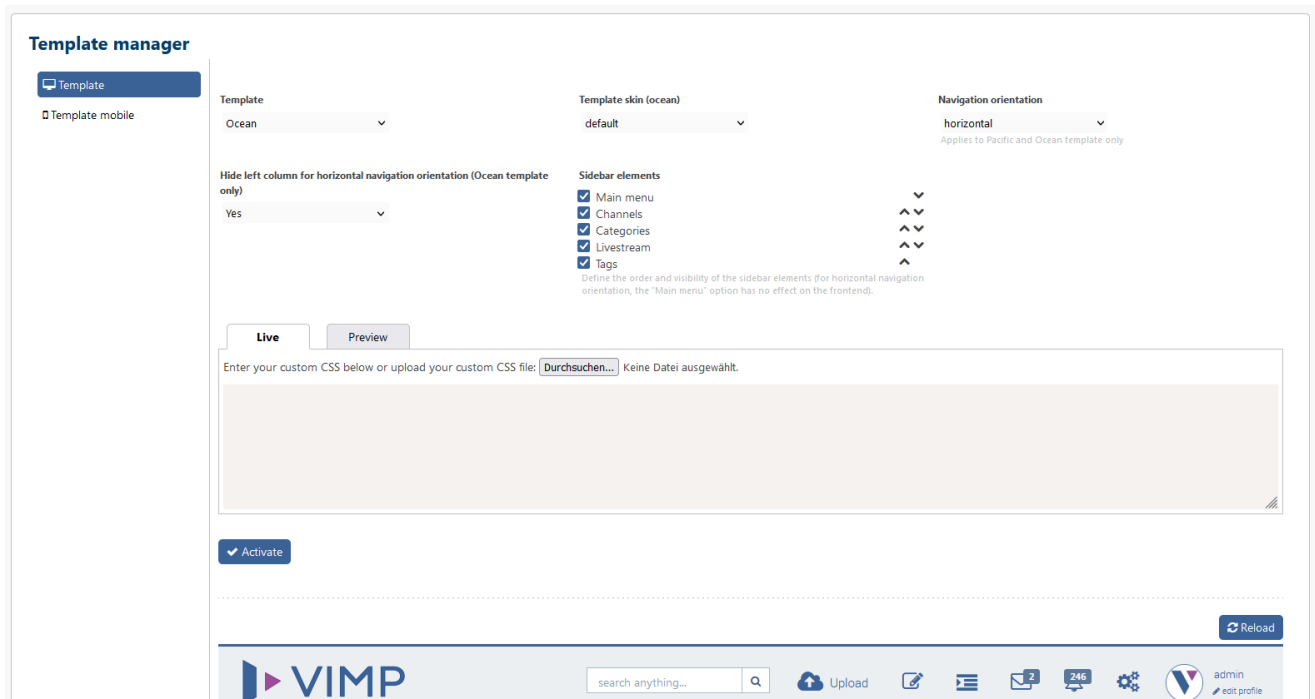 Template manager
Template
Template mobile
Template
Template skin (ocean)
Navigation orientation
Ocean
default
horizontal
Applies to Pacific and Ocean template only
Hide left column for horizontal navigation orientation (Ocean template
only)
Sidebar elements
Yes
Main menu
Channels
Categories
Livestream
Tags
Define the order and visibility of the sidebar elements (for horizontal navigation
orientation, the "Main menu" option has no effect on the frontend).
Live
Preview
Enter your custom CSS below or upload your custom CSS file: Durchsuchen... Keine Datei ausgewählt.
Activate
Reload
VIMP
search anything...
Upload
2
246
admin
edit profile